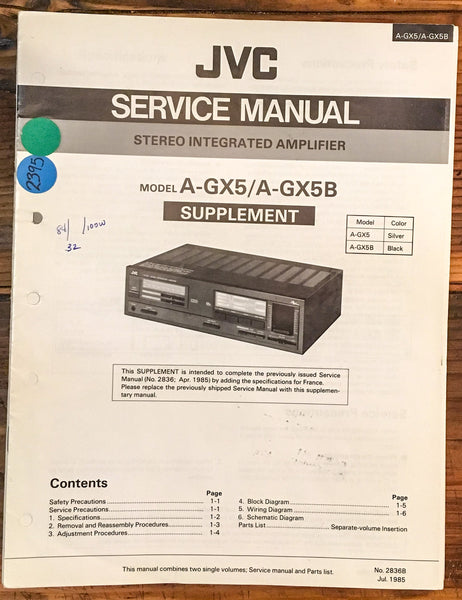 A-GX5/A-GX5B
JVC
SERVICE MANUAL
STEREO INTEGRATED AMPLIFIER
2395
MODEL A-GX5/A-GX5B
SUPPLEMENT
Model Color
A-GX5 Silver
A-GX5B Black
84/ /100W
32
JVC
This SUPPLEMENT is intended to complete the previously issued Service
Manual (No. 2836; Apr. 1985) by adding the specifications for France.
Please replace the previously shipped Service Manual with this supplemen-
tary manual.
Contents
Page
Safety Precautions 1-1
Service Precautions 1-1
1. Specifications 1-2
2. Removal and Reassembly Procedures 1-3
3. Adjustment Procedures 1-4
Page
4. Block Diagram 1-5
5. Wiring Diagram 1-6
6. Schematic Diagram
Parts List Separate-volume Insertion
This manual combines two single volumes; Service manual and Parts list.
No. 2836B
Jul. 1985